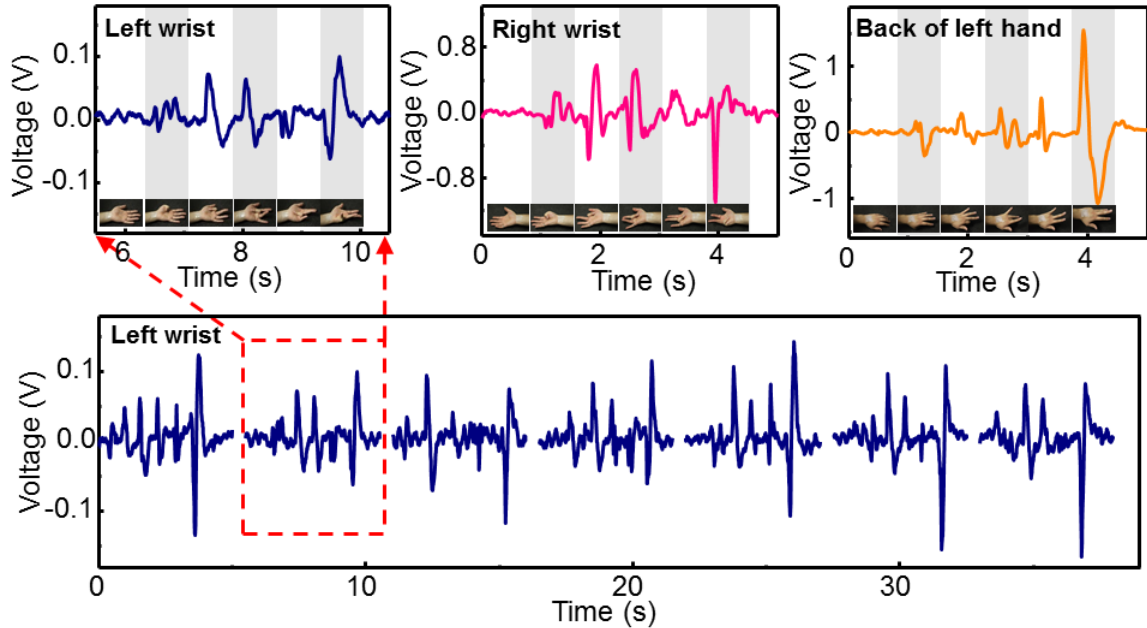 Left wrist
0.1
0.0
-0.1
Voltage (V)
6
8
10
Time (s)
Right wrist
0.8
0.0
-0.8
Voltage (V)
0
2
4
Time (s)
Back of left hand
1
0
-1
Voltage (V)
0
2
4
Time (s)
Left wrist
0.1
0.0
-0.1
Voltage (V)
0
10
20
30
Time (s)